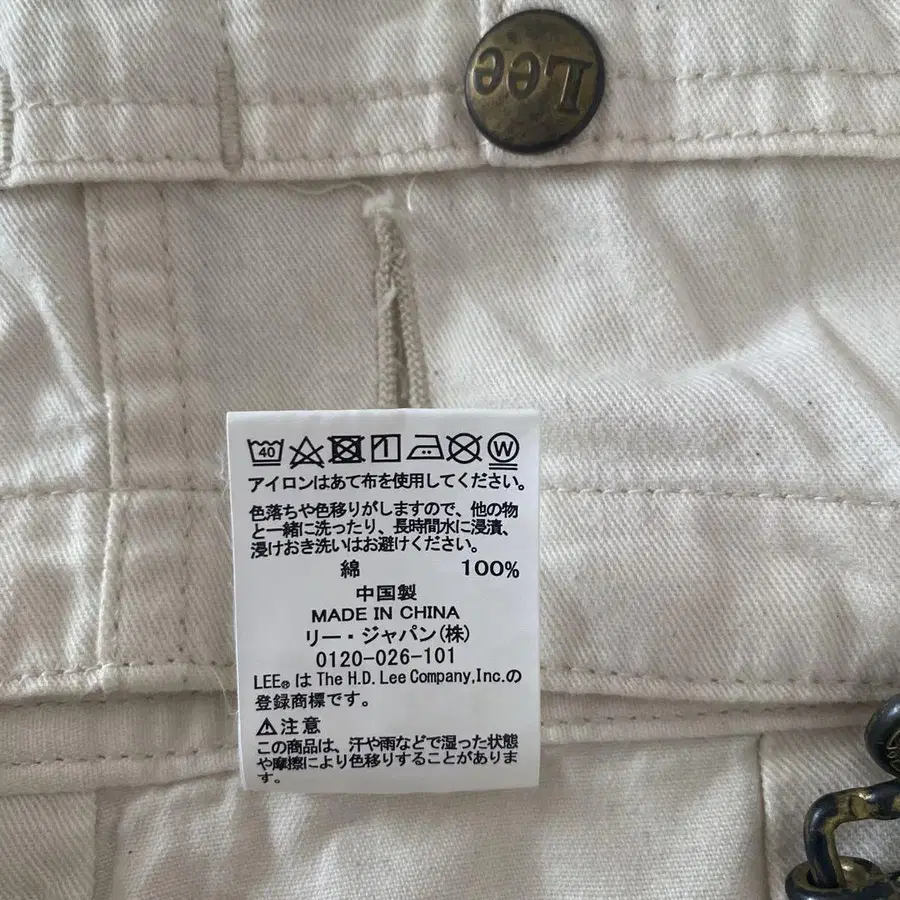 Lee
40
W
アイロンはあて布を使用してください。
色落ちや色移りがしますので、他の物
と一緒に洗ったり、長時間水に浸漬、
浸けおき洗いはお避けください。
綿 100%
中国製
MADE IN CHINA
リー・ジャパン(株)
0120-026-101
LEE®は The H.D. Lee Company,Inc.の
登録商標です。
⚠注意
この商品は、汗や雨などで湿った状態
や摩擦により色移りすることがありま
す。